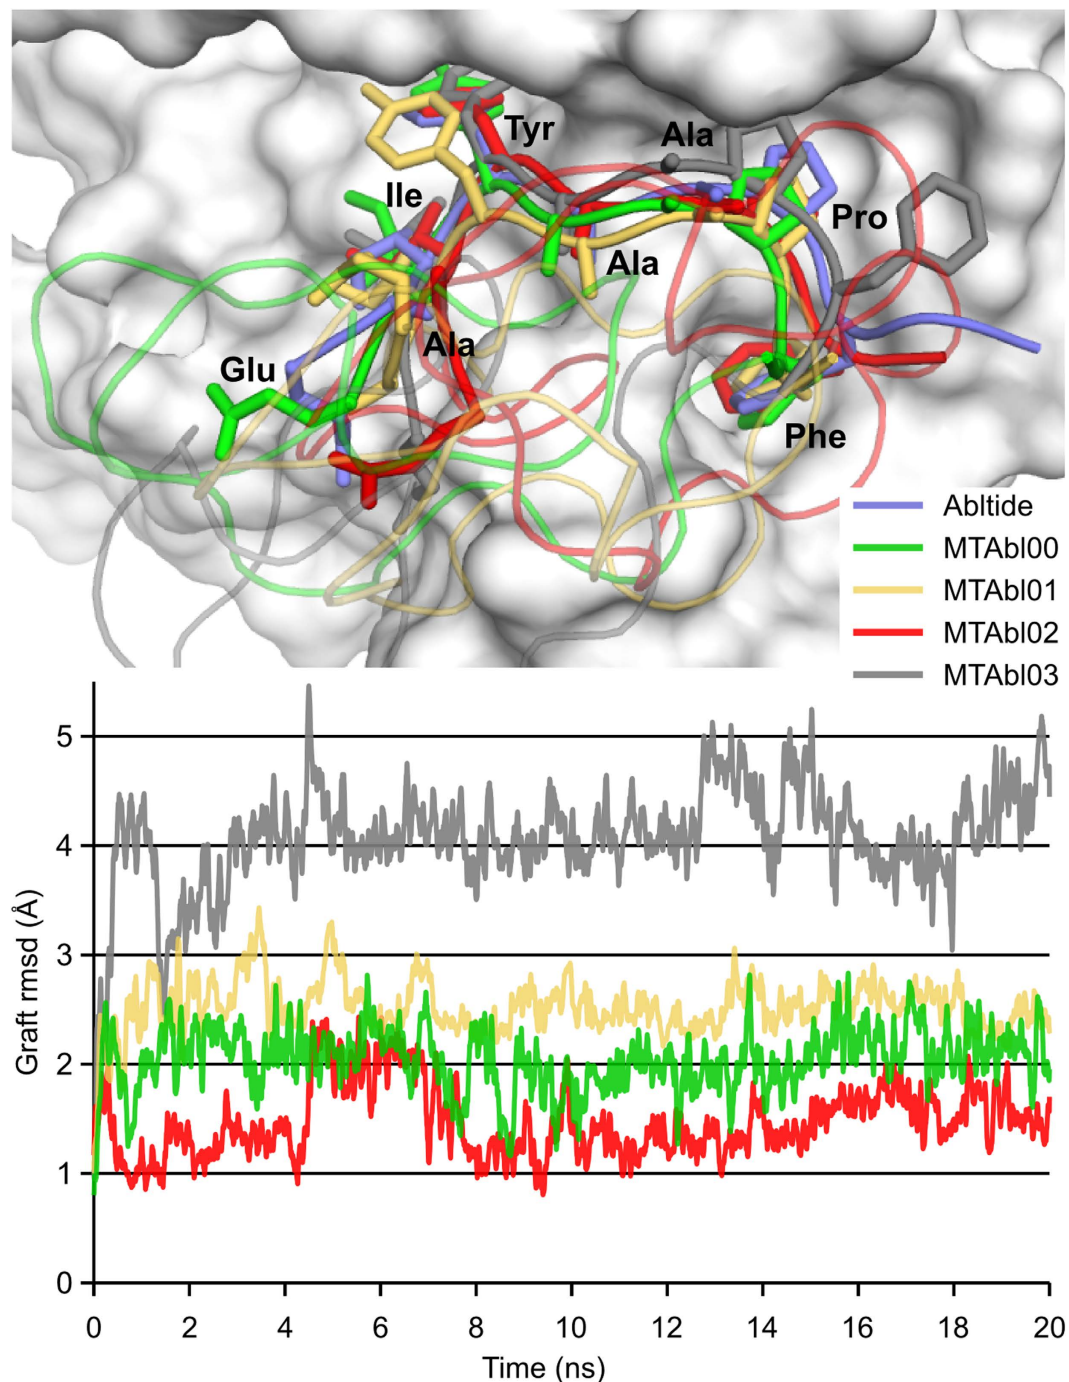 Tyr
Ala
Ile
Pro
Ala
Ala
Glu
Phe
Abltide
MTAbl00
MTAbl01
MTAbl02
MTAbl03
5
4
3
2
1
0
Graft rmsd (Å)
0 2 4 6 8 10 12 14 16 18 20
Time (ns)